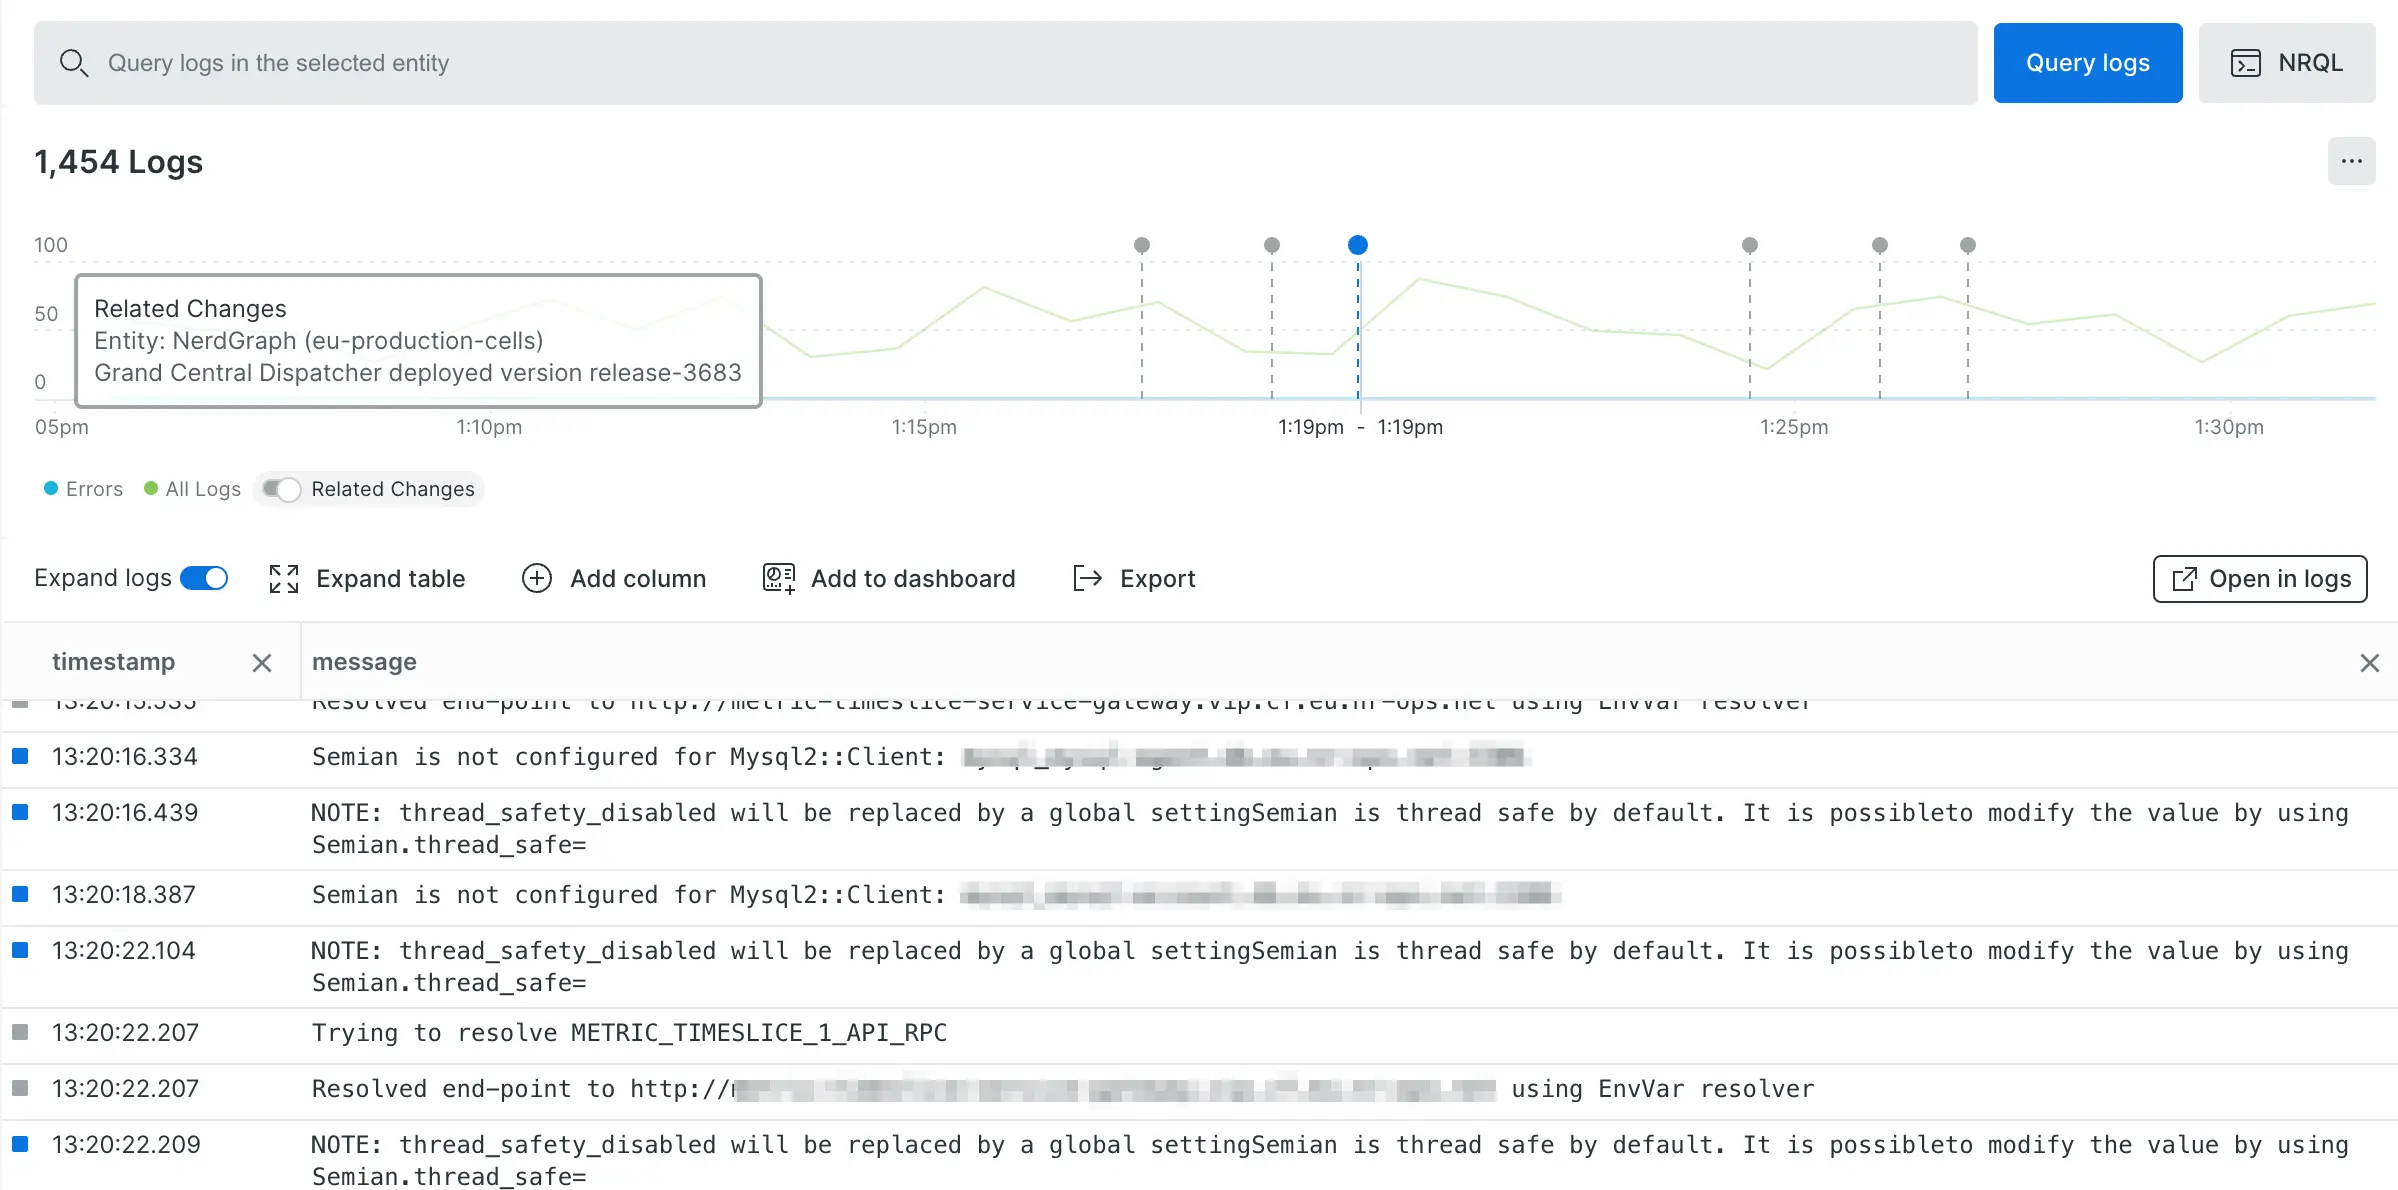 Query logs in the selected entity
Query logs
NRQL
1,454 Logs
...
100
50
0
Related Changes
Entity: NerdGraph (eu-production-cells)
Grand Central Dispatcher deployed version release-3683
05pm
1:10pm
1:15pm
1:19pm - 1:19pm
1:25pm
1:30pm
Errors
All Logs
Related Changes
Expand logs
Expand table
Add column
Add to dashboard
Export
Open in logs
timestamp
message
13:20:15.535 Resolved end-point to http://metric-timeslice-service-gateway.vip.cf.eu.nr-ops.net using EnvVar resolver
13:20:16.334 Semian is not configured for Mysql2::Client:
13:20:16.439 NOTE: thread_safety_disabled will be replaced by a global settingSemian is thread safe by default. It is possibleto modify the value by using
Semian.thread_safe=
13:20:18.387 Semian is not configured for Mysql2::Client:
13:20:22.104 NOTE: thread_safety_disabled will be replaced by a global settingSemian is thread safe by default. It is possibleto modify the value by using
Semian.thread_safe=
13:20:22.207 Trying to resolve METRIC_TIMESLICE_1_API_RPC
13:20:22.207 Resolved end-point to http:// using EnvVar resolver
13:20:22.209 NOTE: thread_safety_disabled will be replaced by a global settingSemian is thread safe by default. It is possibleto modify the value by using
Semian.thread_safe=